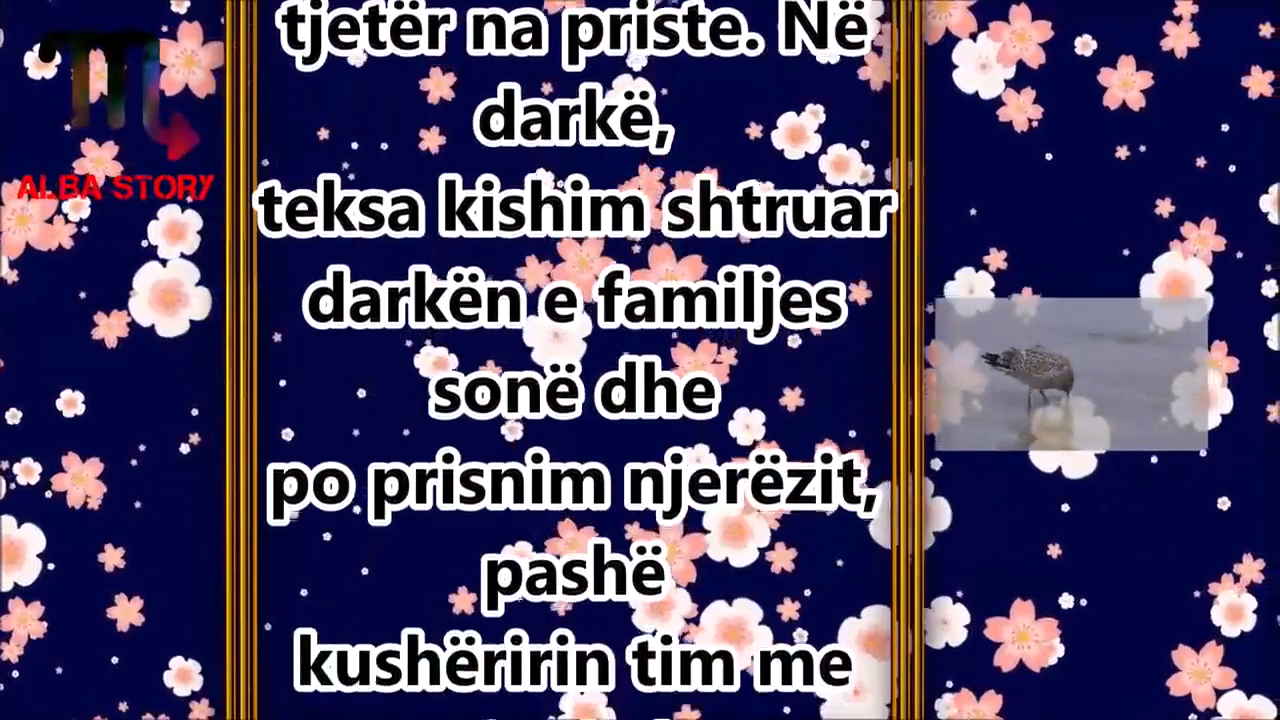 ALBA STORY
tjetër na priste. Në
darkë,
teksa kishim shtruar
darkën e familjes
sonë dhe
po prisnim njerëzit,
pashë
kushëririn tim me